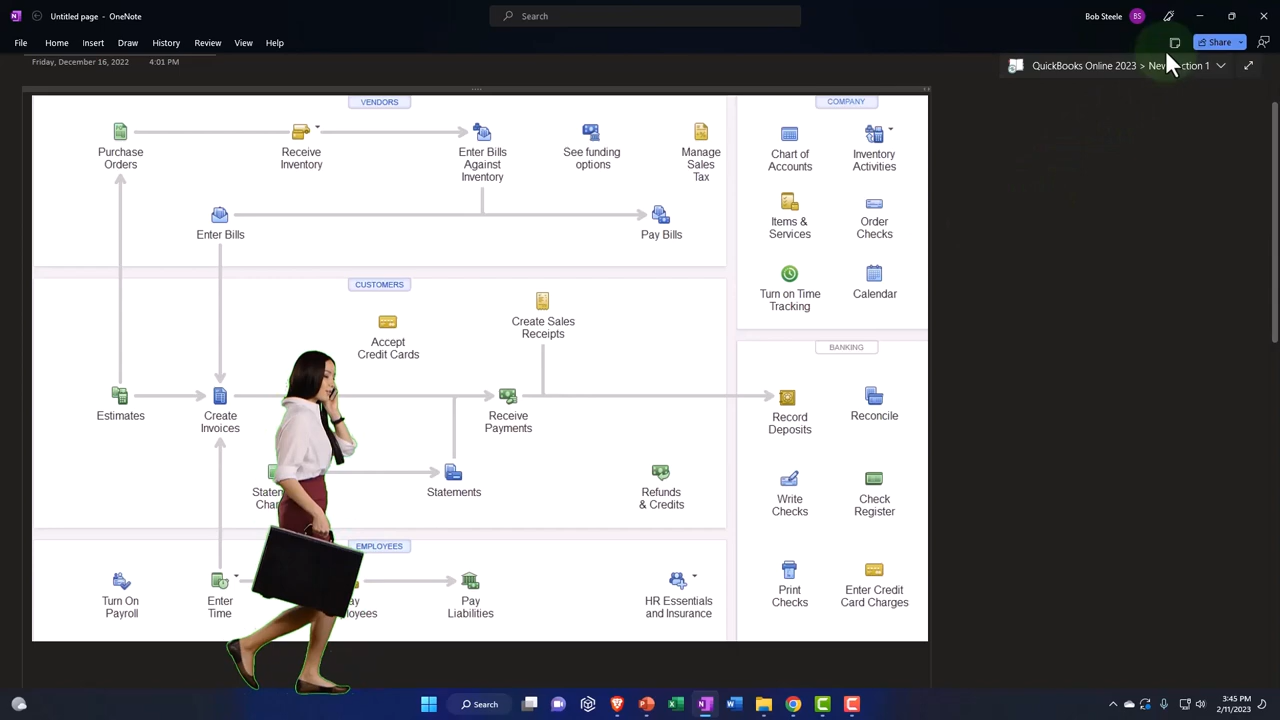 Untitled page - OneNote
Search
Bob Steele
BS
File
Home
Insert
Draw
History
Review
View
Help
Share
Friday, December 16, 2022
4:01 PM
QuickBooks Online 2023 >
VENDORS
Purchase
Orders
Receive
Inventory
Enter Bills
Against
Inventory
See funding
options
Manage
Sales
Tax
Enter Bills
Pay Bills
COMPANY
Chart of
Accounts
Inventory
Activities
Items &
Services
Order
Checks
Turn on Time
Tracking
Calendar
CUSTOMERS
Accept
Credit Cards
Create Sales
Receipts
Estimates
Create
Invoices
Receive
Payments
Statements
Refunds
& Credits
BANKING
Record
Deposits
Reconcile
Write
Checks
Check
Register
Print
Checks
Enter Credit
Card Charges
EMPLOYEES
Turn On
Payroll
Enter
Time
Pay
Liabilities
HR Essentials
and Insurance
Search
3:45 PM
2/11/2023